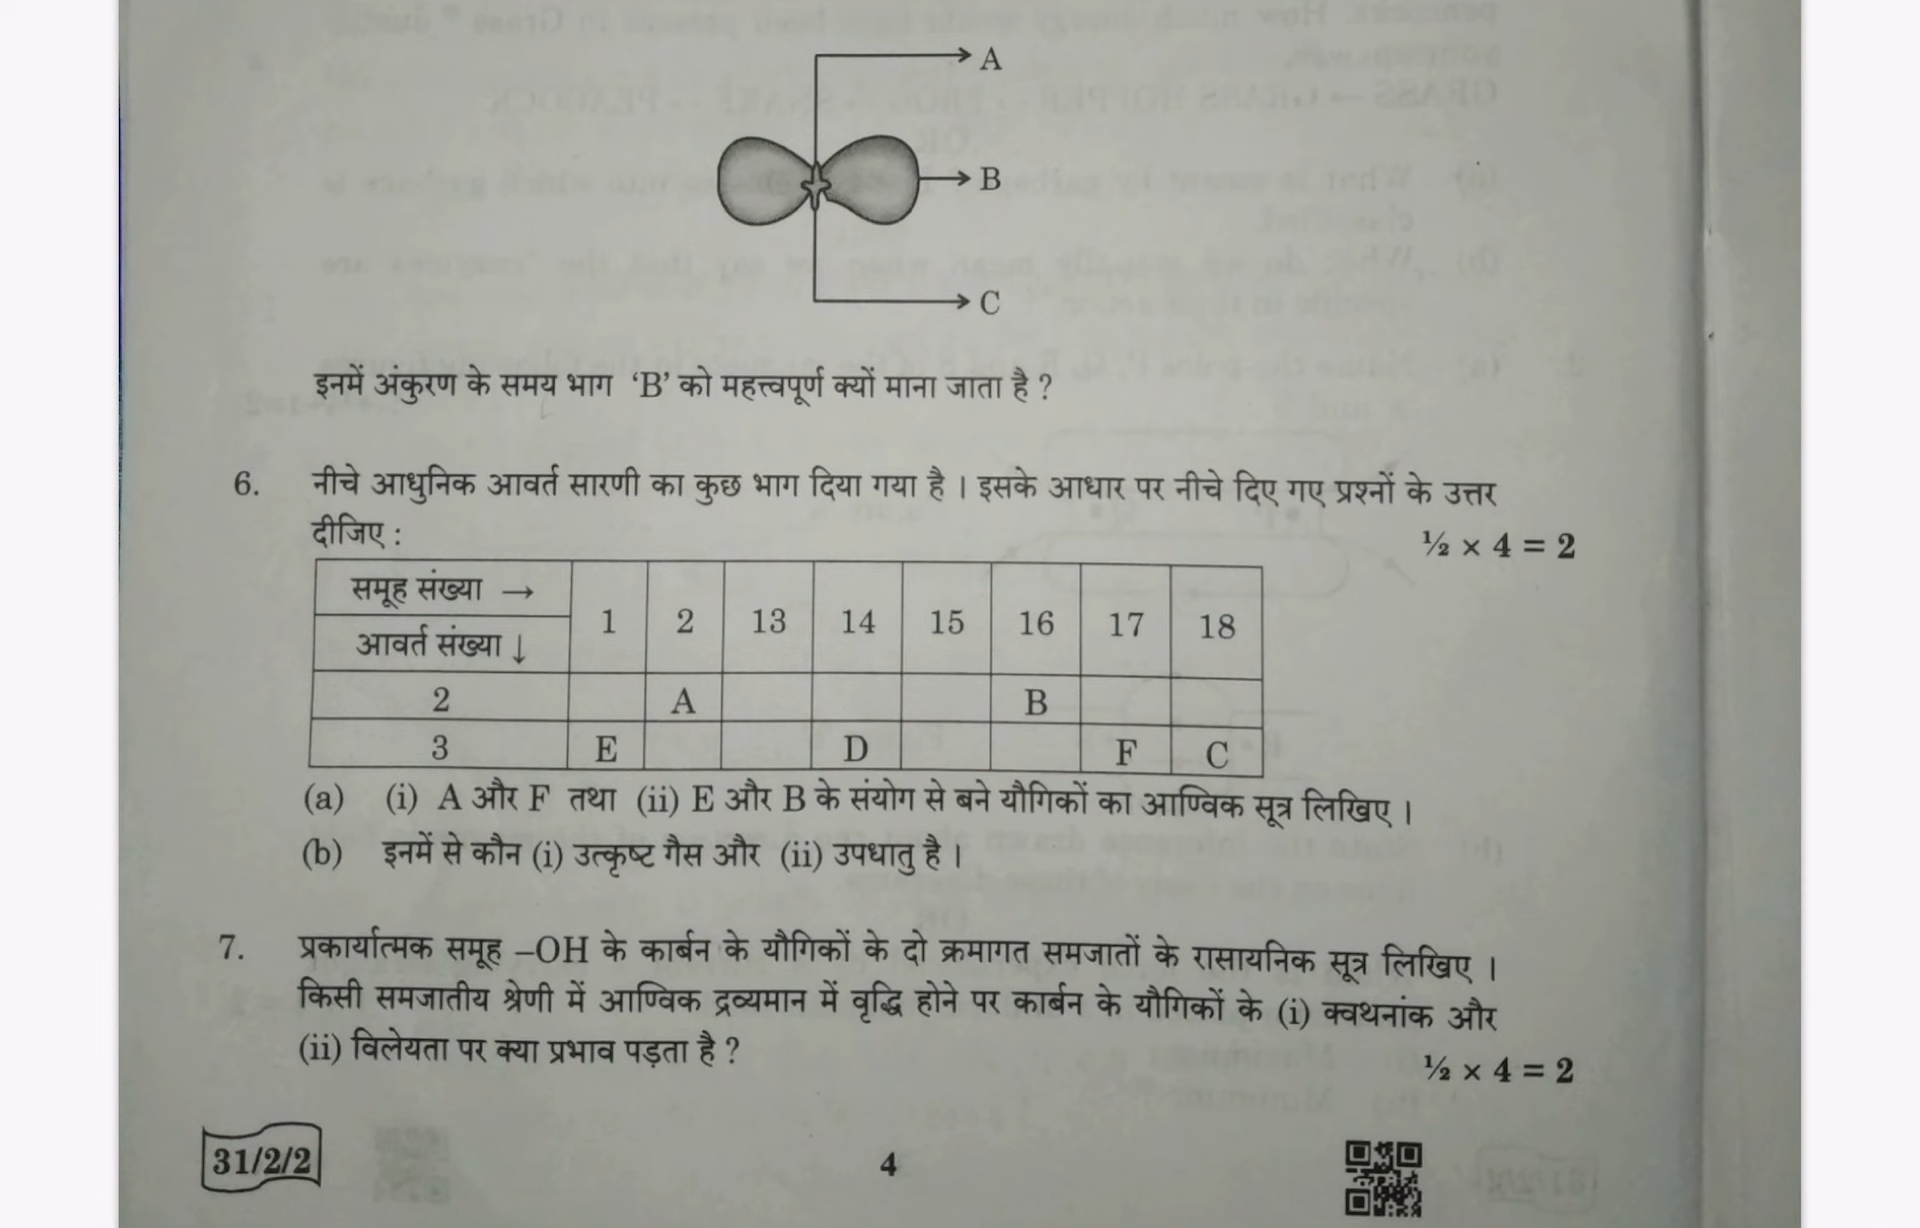 A
B
C
इनमें अंकुरण के समय भाग ‘B’ को महत्त्वपूर्ण क्यों माना जाता है ?
6. नीचे आधुनिक आवर्त सारणी का कुछ भाग दिया गया है । इसके आधार पर नीचे दिए गए प्रश्नों के उत्तर
दीजिए : ½ × 4 = 2
समूह संख्या →
आवर्त संख्या ↓
1 2 13 14 15 16 17 18
2 A B
3 E D F C
(a) (i) A और F तथा (ii) E और B के संयोग से बने यौगिकों का आण्विक सूत्र लिखिए ।
(b) इनमें से कौन (i) उत्कृष्ट गैस और (ii) उपधातु है ।
7. प्रकार्यात्मक समूह –OH के कार्बन के यौगिकों के दो क्रमागत समजातों के रासायनिक सूत्र लिखिए ।
किसी समजातीय श्रेणी में आण्विक द्रव्यमान में वृद्धि होने पर कार्बन के यौगिकों के (i) क्वथनांक और
(ii) विलेयता पर क्या प्रभाव पड़ता है ?
½ × 4 = 2
31/2/2
4